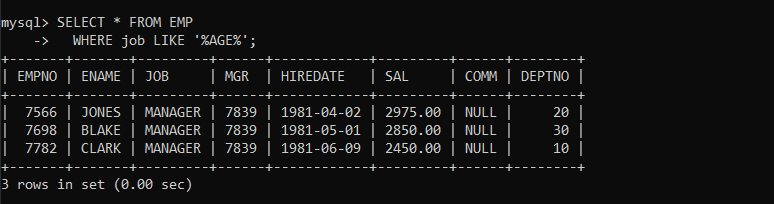 mysql> SELECT * FROM EMP
    ->   WHERE job LIKE '%AGE%';
+-------+-------+---------+------+------------+---------+------+--------+
| EMPNO | ENAME | JOB     | MGR  | HIREDATE   | SAL     | COMM | DEPTNO |
+-------+-------+---------+------+------------+---------+------+--------+
|  7566 | JONES | MANAGER | 7839 | 1981-04-02 | 2975.00 | NULL |     20 |
|  7698 | BLAKE | MANAGER | 7839 | 1981-05-01 | 2850.00 | NULL |     30 |
|  7782 | CLARK | MANAGER | 7839 | 1981-06-09 | 2450.00 | NULL |     10 |
+-------+-------+---------+------+------------+---------+------+--------+
3 rows in set (0.00 sec)